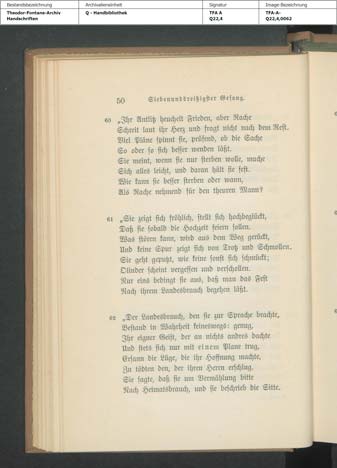 Bestandsbezeichnung Archivalieneinheit Signatur Image-Bezeichnung
Theodor-Fontane-Archiv Q - Handbibliothek TFA A TFA-A-
Handschriften Q22,4 Q22,4,0062
50 Siebenunddreißigster Gesang.
60 „Ihr Antlitz heuchelt Frieden, aber Rache
Schreit laut ihr Herz und fragt nicht nach dem Rest.
Viel Pläne spinnt sie, prüfend, ob die Sache
So oder so sich besser wenden läßt.
Sie meint, wenn sie nur sterben wolle, mache
Sich alles leicht, und daran hält sie fest.
Wie kann sie besser sterben oder wann,
Als Rache nehmend für den theuren Mann?
61 „Sie zeigt sich fröhlich, stellt sich hochbeglückt,
Daß sie sobald die Hochzeit feiern sollen.
Was stören kann, wird aus dem Weg gerückt,
Und keine Spur zeigt sich von Trotz und Schmollen.
Sie geht geputzt, wie keine sonst sich schmückt;
Olinder scheint vergessen und verschollen.
Nur eins bedingt sie aus, daß man das Fest
Nach ihrem Landesbrauch begehen läßt.
62 „Der Landesbrauch, den sie zur Sprache brachte,
Bestand in Wahrheit keineswegs: genug,
Ihr eigner Geist, der an nichts andres dachte
Und stets sich nur mit einem Plane trug,
Ersann die Lüge, die ihr Hoffnung machte,
Zu tödten den, der ihren Herrn erschlug.
Sie sagte, daß sie um Vermählung bitte
Nach Heimatsbrauch, und sie beschrieb die Sitte.